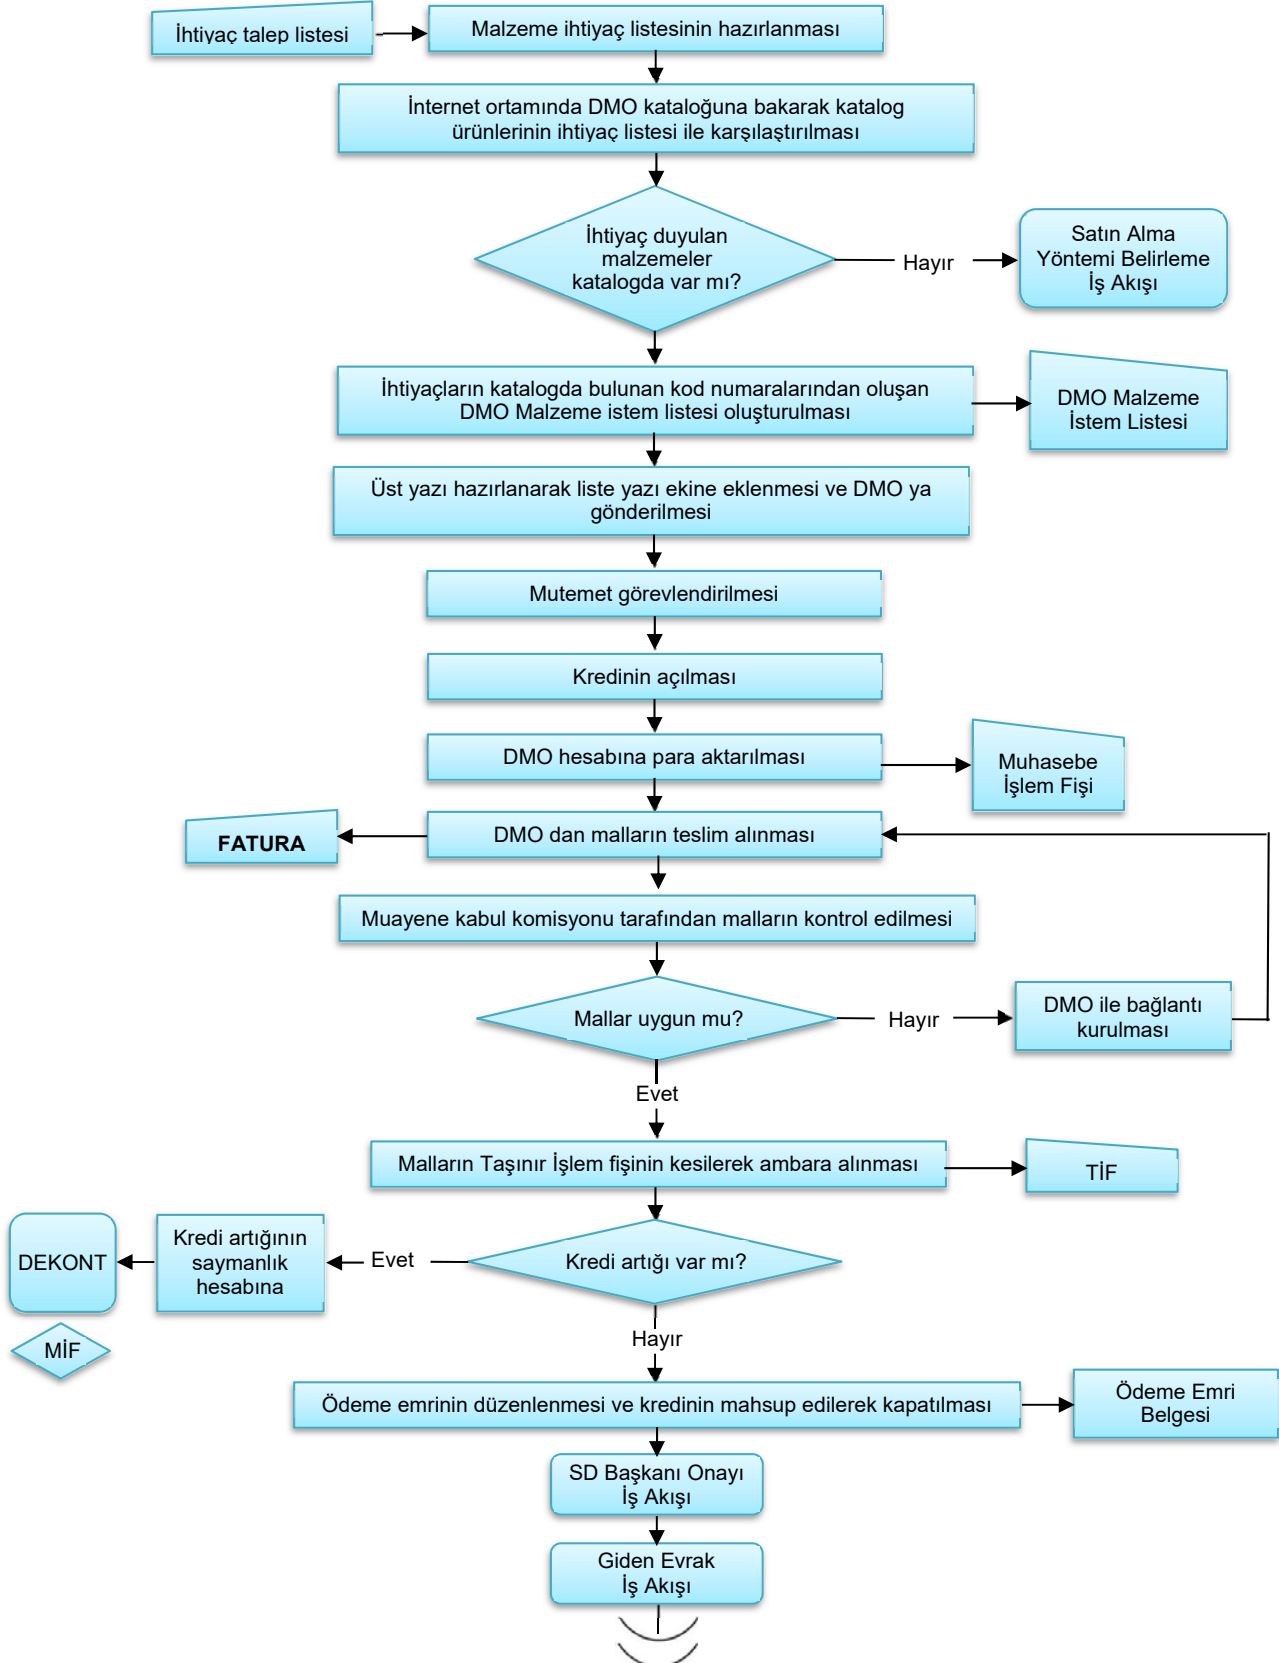 İhtiyaç talep listesi
Malzeme ihtiyaç listesinin hazırlanması
İnternet ortamında DMO kataloğuna bakarak katalog
ürünlerinin ihtiyaç listesi ile karşılaştırılması
İhtiyaç duyulan
malzemeler
katalogda var mı?
Hayır
Satın Alma
Yöntemi Belirleme
İş Akışı
İhtiyaçların katalogda bulunan kod numaralarından oluşan
DMO Malzeme istem listesi oluşturulması
DMO Malzeme
İstem Listesi
Üst yazı hazırlanarak liste yazı ekine eklenmesi ve DMO ya
gönderilmesi
Mutemet görevlendirilmesi
Kredinin açılması
DMO hesabına para aktarılması
Muhasebe
İşlem Fişi
FATURA
DMO dan malların teslim alınması
Muayene kabul komisyonu tarafından malların kontrol edilmesi
Mallar uygun mu?
Hayır
DMO ile bağlantı
kurulması
Evet
Malların Taşınır İşlem fişinin kesilerek ambara alınması
TİF
DEKONT
Kredi artığının
saymanlık
hesabına
Evet
Kredi artığı var mı?
MİF
Hayır
Ödeme emrinin düzenlenmesi ve kredinin mahsup edilerek kapatılması
Ödeme Emri
Belgesi
SD Başkanı Onayı
İş Akışı
Giden Evrak
İş Akışı